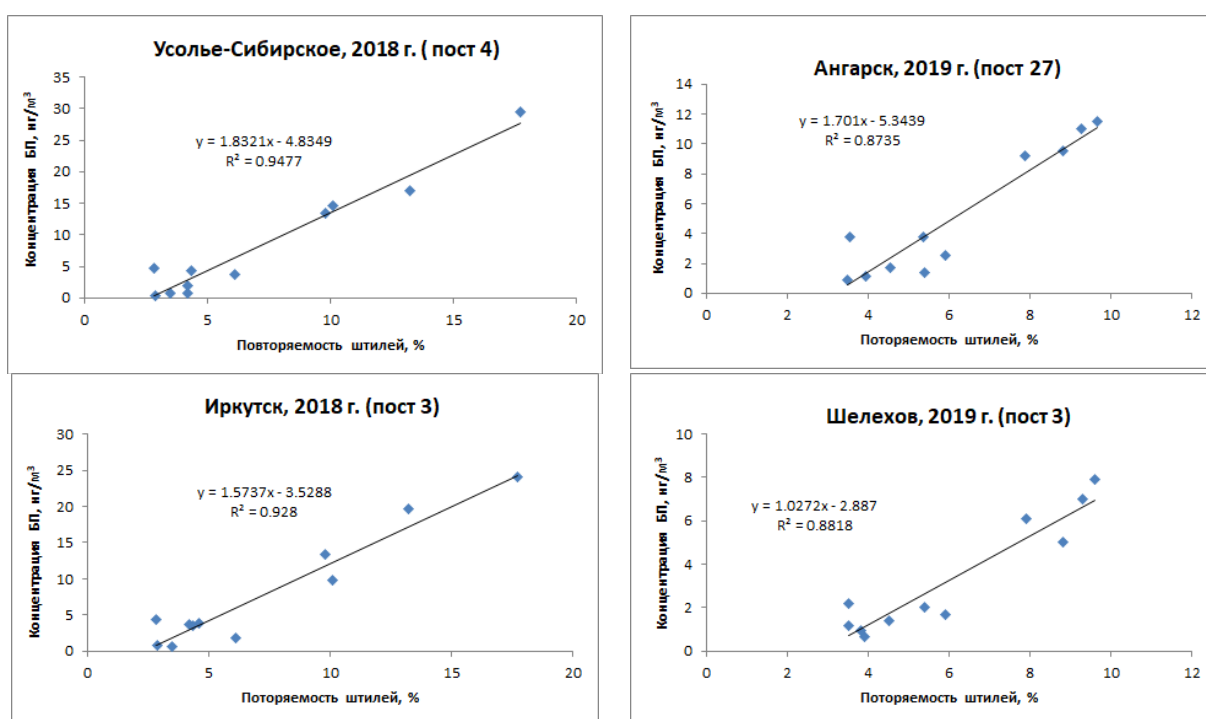 Усолье-Сибирское, 2018 г. ( пост 4)
Концентрация БП, нг/м³
35
30
25
20
15
10
5
0
y = 1.8321x - 4.8349
R² = 0.9477
0 5 10 15 20
Повторяемость штилей, %
Ангарск, 2019 г. (пост 27)
Концентрация БП, нг/м³
14
12
10
8
6
4
2
0
y = 1.701x - 5.3439
R² = 0.8735
0 2 4 6 8 10 12
Поторяемость штилей, %
Иркутск, 2018 г. (пост 3)
Концентрация БП, нг/м³
30
25
20
15
10
5
0
y = 1.5737x - 3.5288
R² = 0.928
0 5 10 15 20
Поторяемость штилей, %
Шелехов, 2019 г. (пост 3)
Концентрация БП, нг/м³
10
8
6
4
2
0
y = 1.0272x - 2.887
R² = 0.8818
0 2 4 6 8 10 12
Поторяемость штилей, %